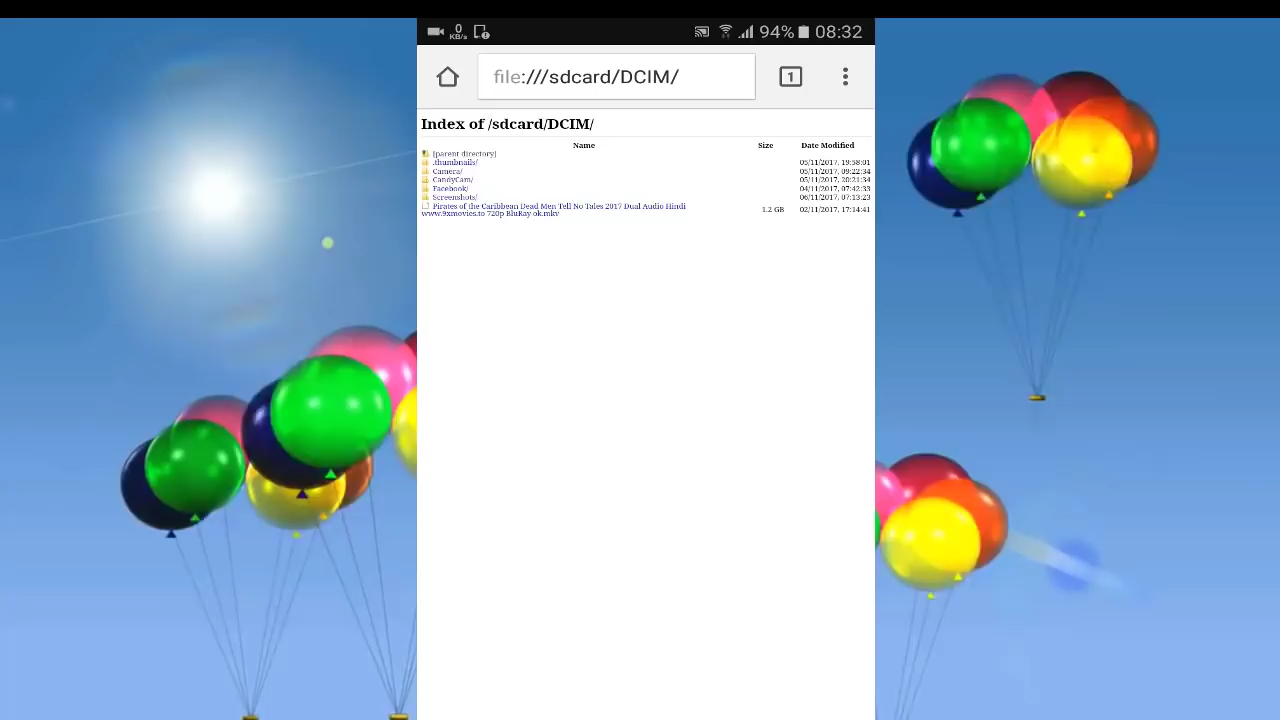 0
KB/s
94% 08:32
file:///sdcard/DCIM/
1
Index of /sdcard/DCIM/
Name Size Date Modified
[parent directory]
.thumbnails/ 05/11/2017, 19:58:01
Camera/ 05/11/2017, 09:22:34
CandyCam/ 05/11/2017, 20:21:34
Facebook/ 04/11/2017, 07:42:33
Screenshots/ 06/11/2017, 07:13:23
Pirates of the Caribbean Dead Men Tell No Tales 2017 Dual Audio Hindi
www.9xmovies.to 720p BluRay ok.mkv 1.2 GB 02/11/2017, 17:14:41